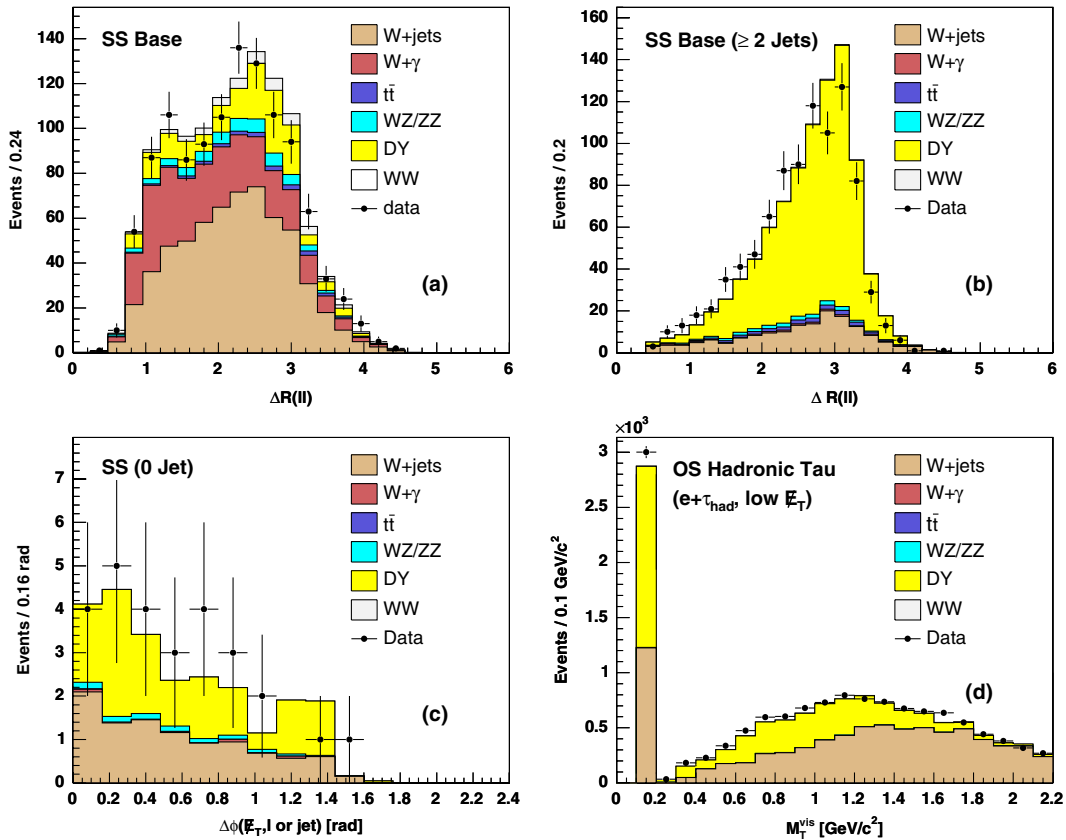 SS Base
W+jets
W+γ
tt̄
WZ/ZZ
DY
WW
data
(a)
Events / 0.24
0 20 40 60 80 100 120 140
0 1 2 3 4 5 6
ΔR(ll)
SS Base (≥ 2 Jets)
W+jets
W+γ
tt̄
WZ/ZZ
DY
WW
Data
(b)
Events / 0.2
0 20 40 60 80 100 120 140 160
0 1 2 3 4 5 6
Δ R(ll)
SS (0 Jet)
W+jets
W+γ
tt̄
WZ/ZZ
DY
WW
Data
(c)
Events / 0.16 rad
0 1 2 3 4 5 6 7
0 0.2 0.4 0.6 0.8 1 1.2 1.4 1.6 1.8 2 2.2 2.4
Δϕ(E̸_T, l or jet) [rad]
×10³
OS Hadronic Tau
(e+τ_had, low E̸_T)
W+jets
W+γ
tt̄
WZ/ZZ
DY
WW
Data
(d)
Events / 0.1 GeV/c²
0 0.5 1 1.5 2 2.5 3
0 0.2 0.4 0.6 0.8 1 1.2 1.4 1.6 1.8 2 2.2
M_T^vis [GeV/c²]